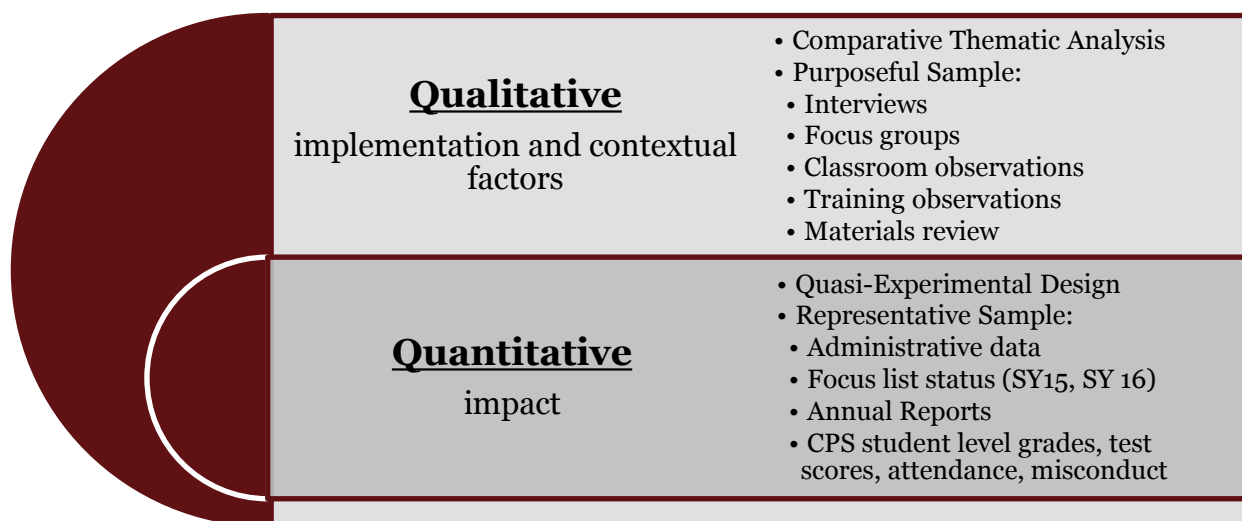 Qualitative
implementation and contextual
factors
• Comparative Thematic Analysis
• Purposeful Sample:
• Interviews
• Focus groups
• Classroom observations
• Training observations
• Materials review
Quantitative
impact
• Quasi-Experimental Design
• Representative Sample:
• Administrative data
• Focus list status (SY15, SY 16)
• Annual Reports
• CPS student level grades, test
scores, attendance, misconduct